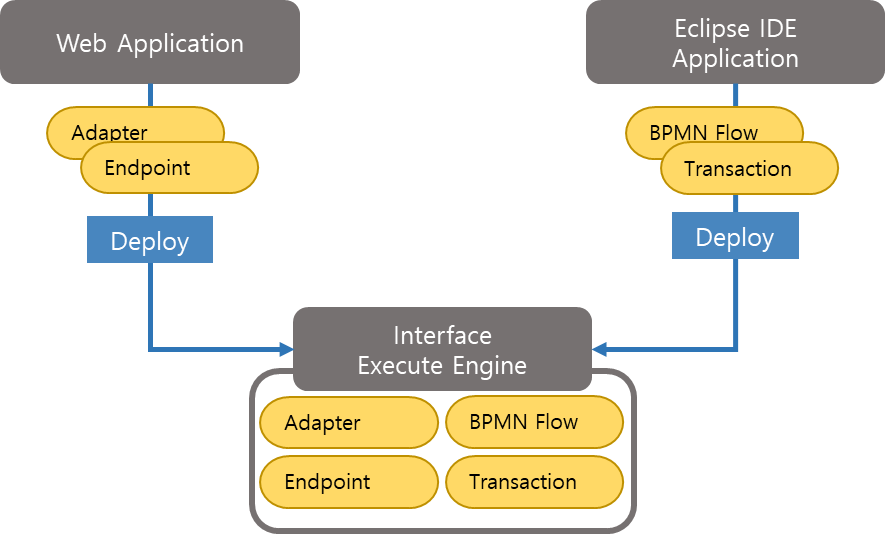 Web Application
Eclipse IDE
Application
Adapter
Endpoint
BPMN Flow
Transaction
Deploy
Deploy
Interface
Execute Engine
Adapter
BPMN Flow
Endpoint
Transaction